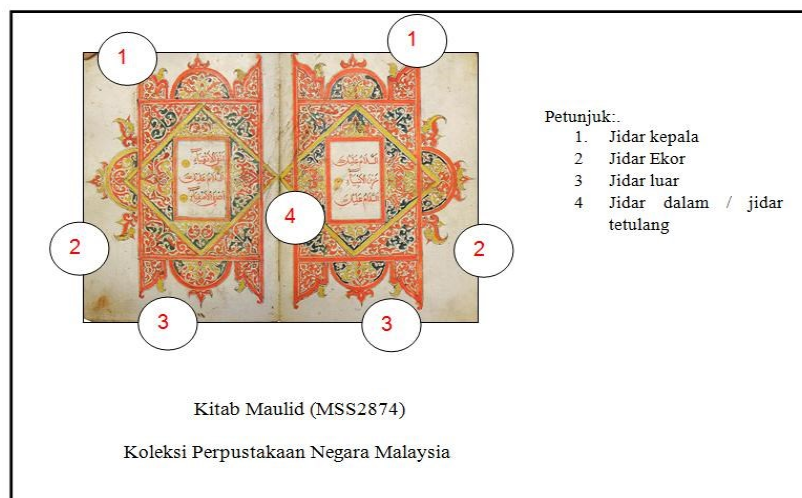 1
1
Petunjuk:.
1. Jidar kepala
2 Jidar Ekor
3 Jidar luar
4 Jidar dalam / jidar
tetulang
4
2
2
3
3
Kitab Maulid (MSS2874)
Koleksi Perpustakaan Negara Malaysia